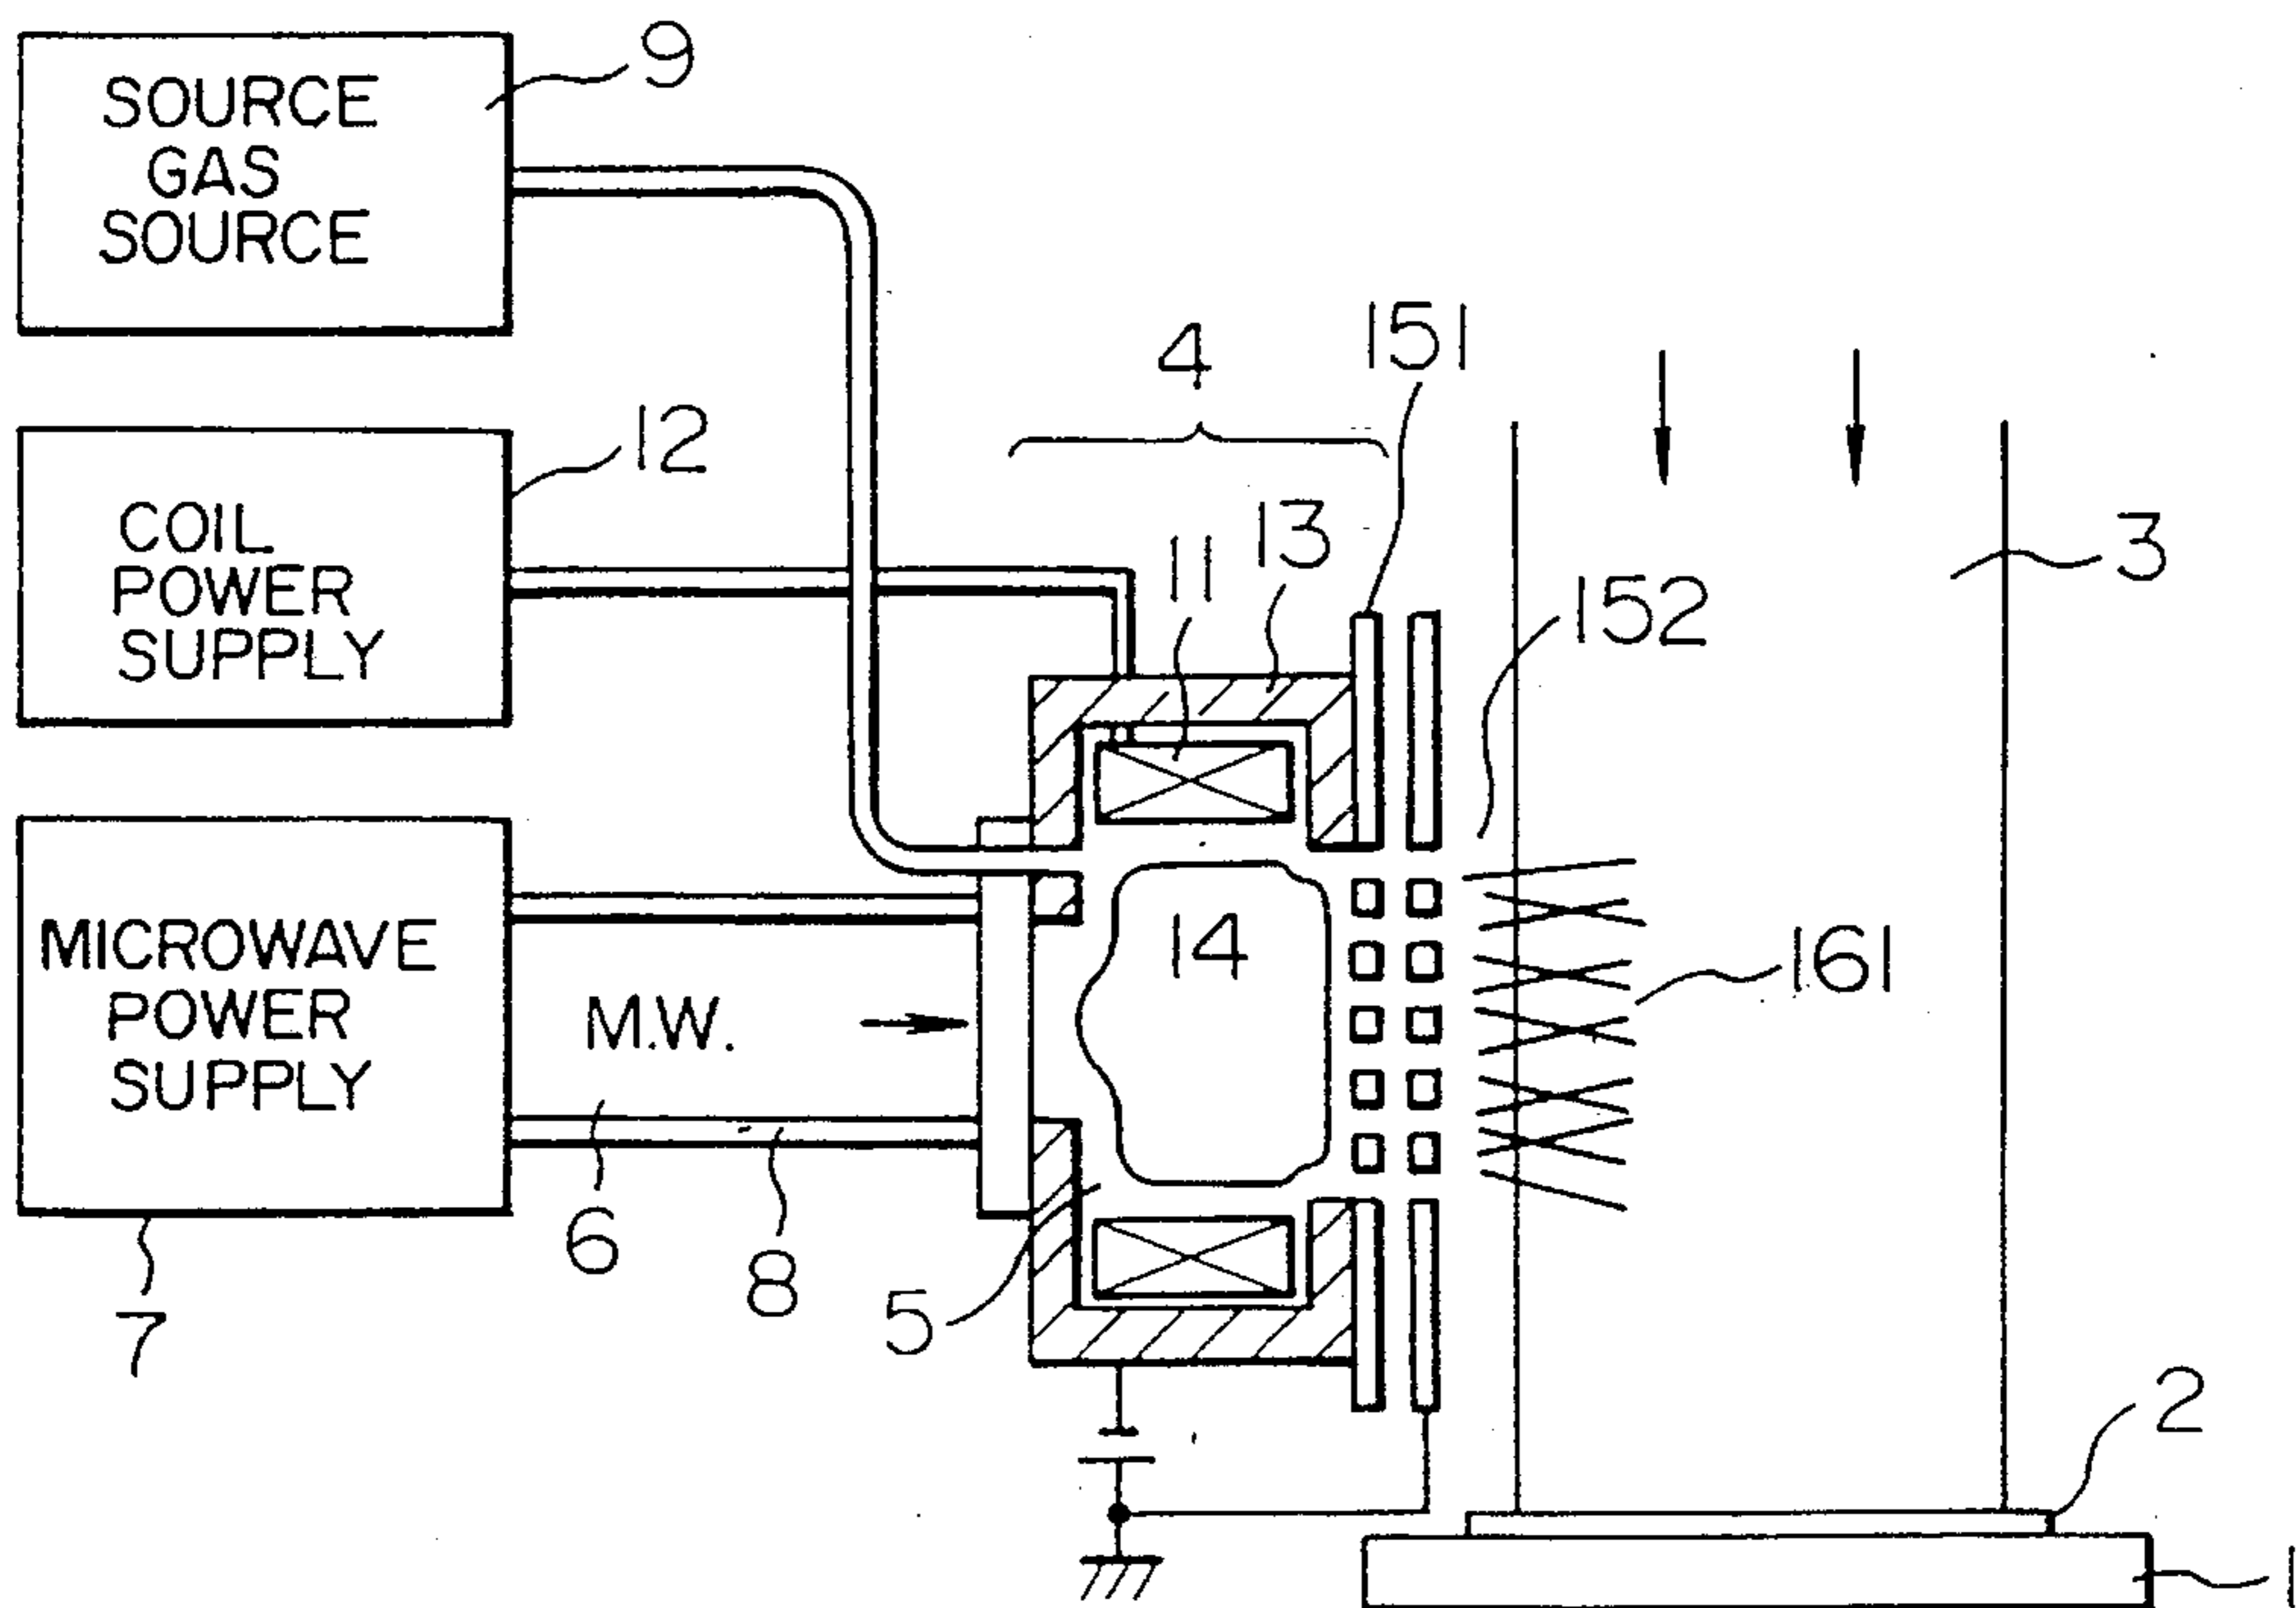 SOURCE
GAS
SOURCE
9
COIL
POWER
SUPPLY
12
MICROWAVE
POWER
SUPPLY
7
M.W.
6
8
5
4
151
11
13
14
152
3
161
2
1